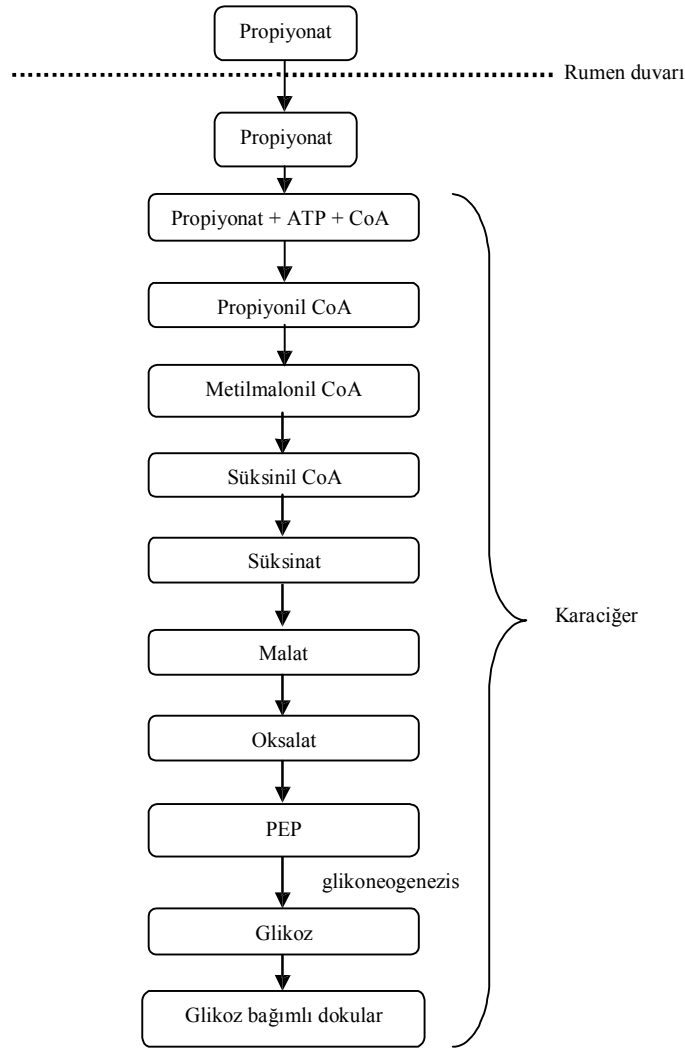 Propiyonat
Rumen duvarı
Propiyonat
Propiyonat + ATP + CoA
Propiyonil CoA
Metilmalonil CoA
Süksinil CoA
Süksinat
Karaciğer
Malat
Oksalat
PEP
glikoneogenezis
Glikoz
Glikoz bağımlı dokular